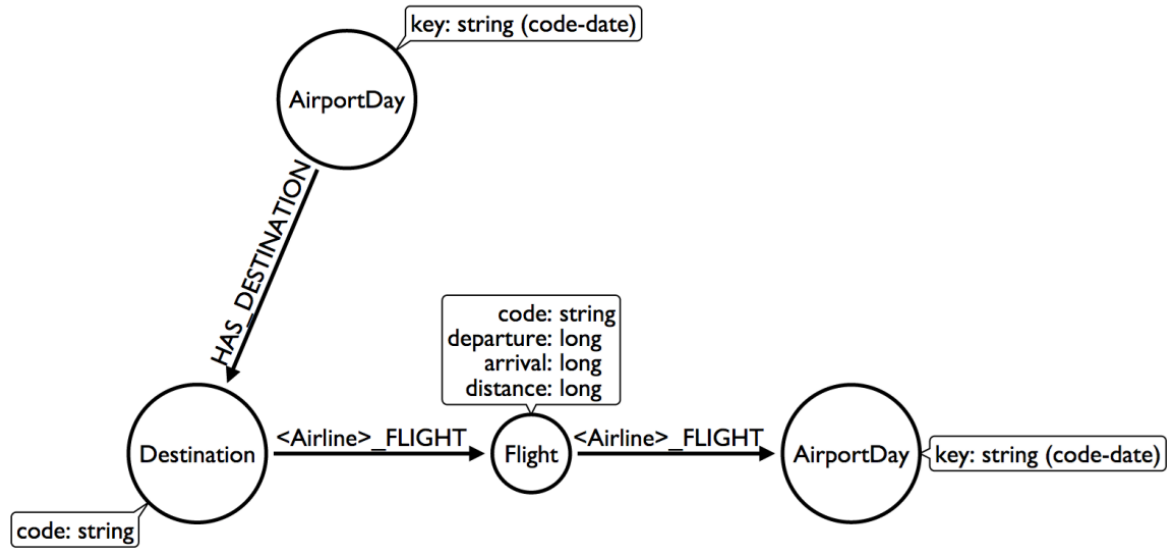 key: string (code-date)
AirportDay
HAS_DESTINATION
code: string
departure: long
arrival: long
distance: long
Destination
<Airline>_FLIGHT
Flight
<Airline>_FLIGHT
AirportDay
key: string (code-date)
code: string